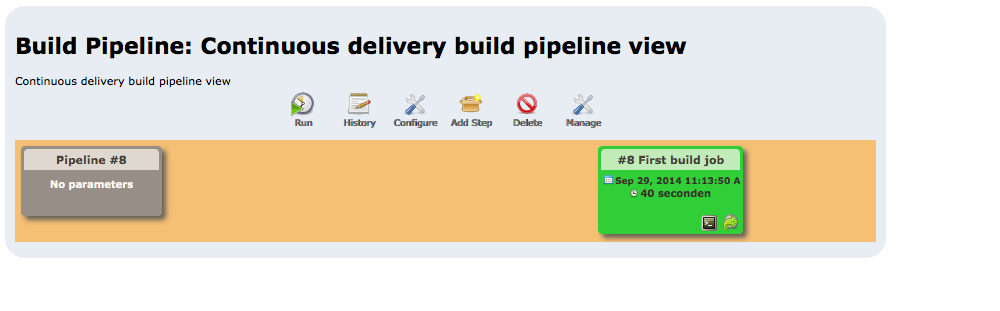 Build Pipeline: Continuous delivery build pipeline view
Continuous delivery build pipeline view
Run History Configure Add Step Delete Manage
Pipeline #8
No parameters
#8 First build job
Sep 29, 2014 11:13:50 A
40 seconden